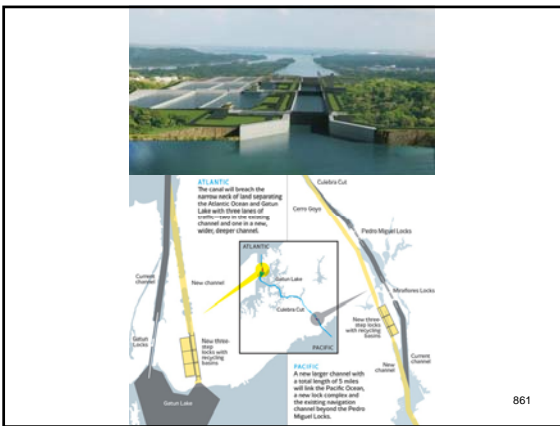 ATLANTIC
The canal will breach the
narrow neck of land separating
the Atlantic Ocean and Gatun
Lake with three lanes of
traffic—two in the existing
channel and one in a new,
wider, deeper channel.
Current
channel
New channel
Gatun
Locks
New three-
step
locks with
recycling
basins
Gatun Lake
ATLANTIC
Gatun Lake
Culebra Cut
PACIFIC
Culebra Cut
Cerro Goyo
Pedro Miguel Locks
Miraflores Locks
New three-
step locks
with recycling
basins
New
channel
Current
channel
PACIFIC
A new larger channel with
a total length of 5 miles
will link the Pacific Ocean,
a new lock complex and
the existing navigation
channel beyond the Pedro
Miguel Locks.
861